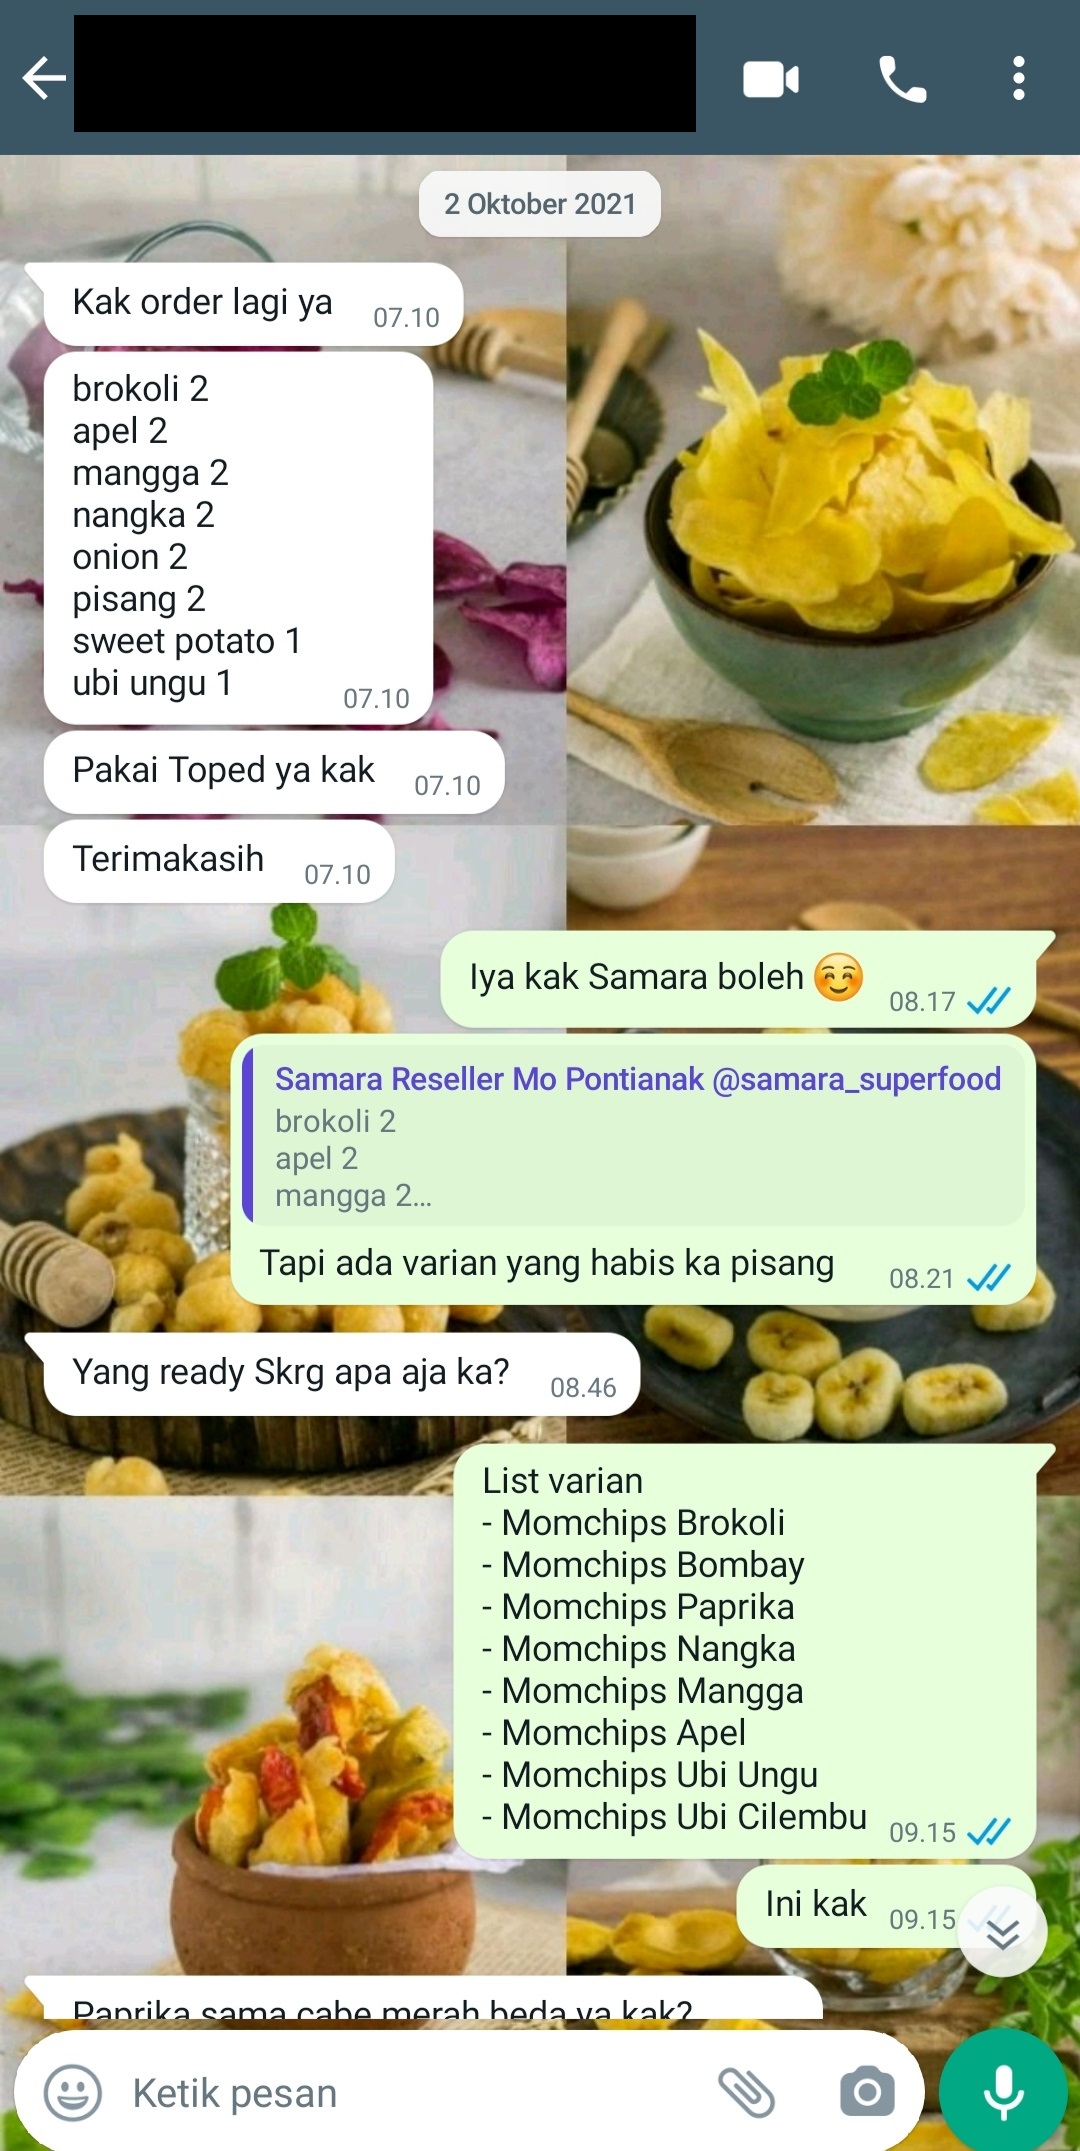 2 Oktober 2021
Kak order lagi ya 07.10
brokoli 2
apel 2
mangga 2
nangka 2
onion 2
pisang 2
sweet potato 1
ubi ungu 1 07.10
Pakai Toped ya kak 07.10
Terimakasih 07.10
Iya kak Samara boleh ☺️ 08.17
Samara Reseller Mo Pontianak @samara_superfood
brokoli 2
apel 2
mangga 2...
Tapi ada varian yang habis ka pisang 08.21
Yang ready Skrg apa aja ka? 08.46
List varian
- Momchips Brokoli
- Momchips Bombay
- Momchips Paprika
- Momchips Nangka
- Momchips Mangga
- Momchips Apel
- Momchips Ubi Ungu
- Momchips Ubi Cilembu 09.15
Ini kak 09.15
Paprika sama cabe merah beda ya kak?
Ketik pesan